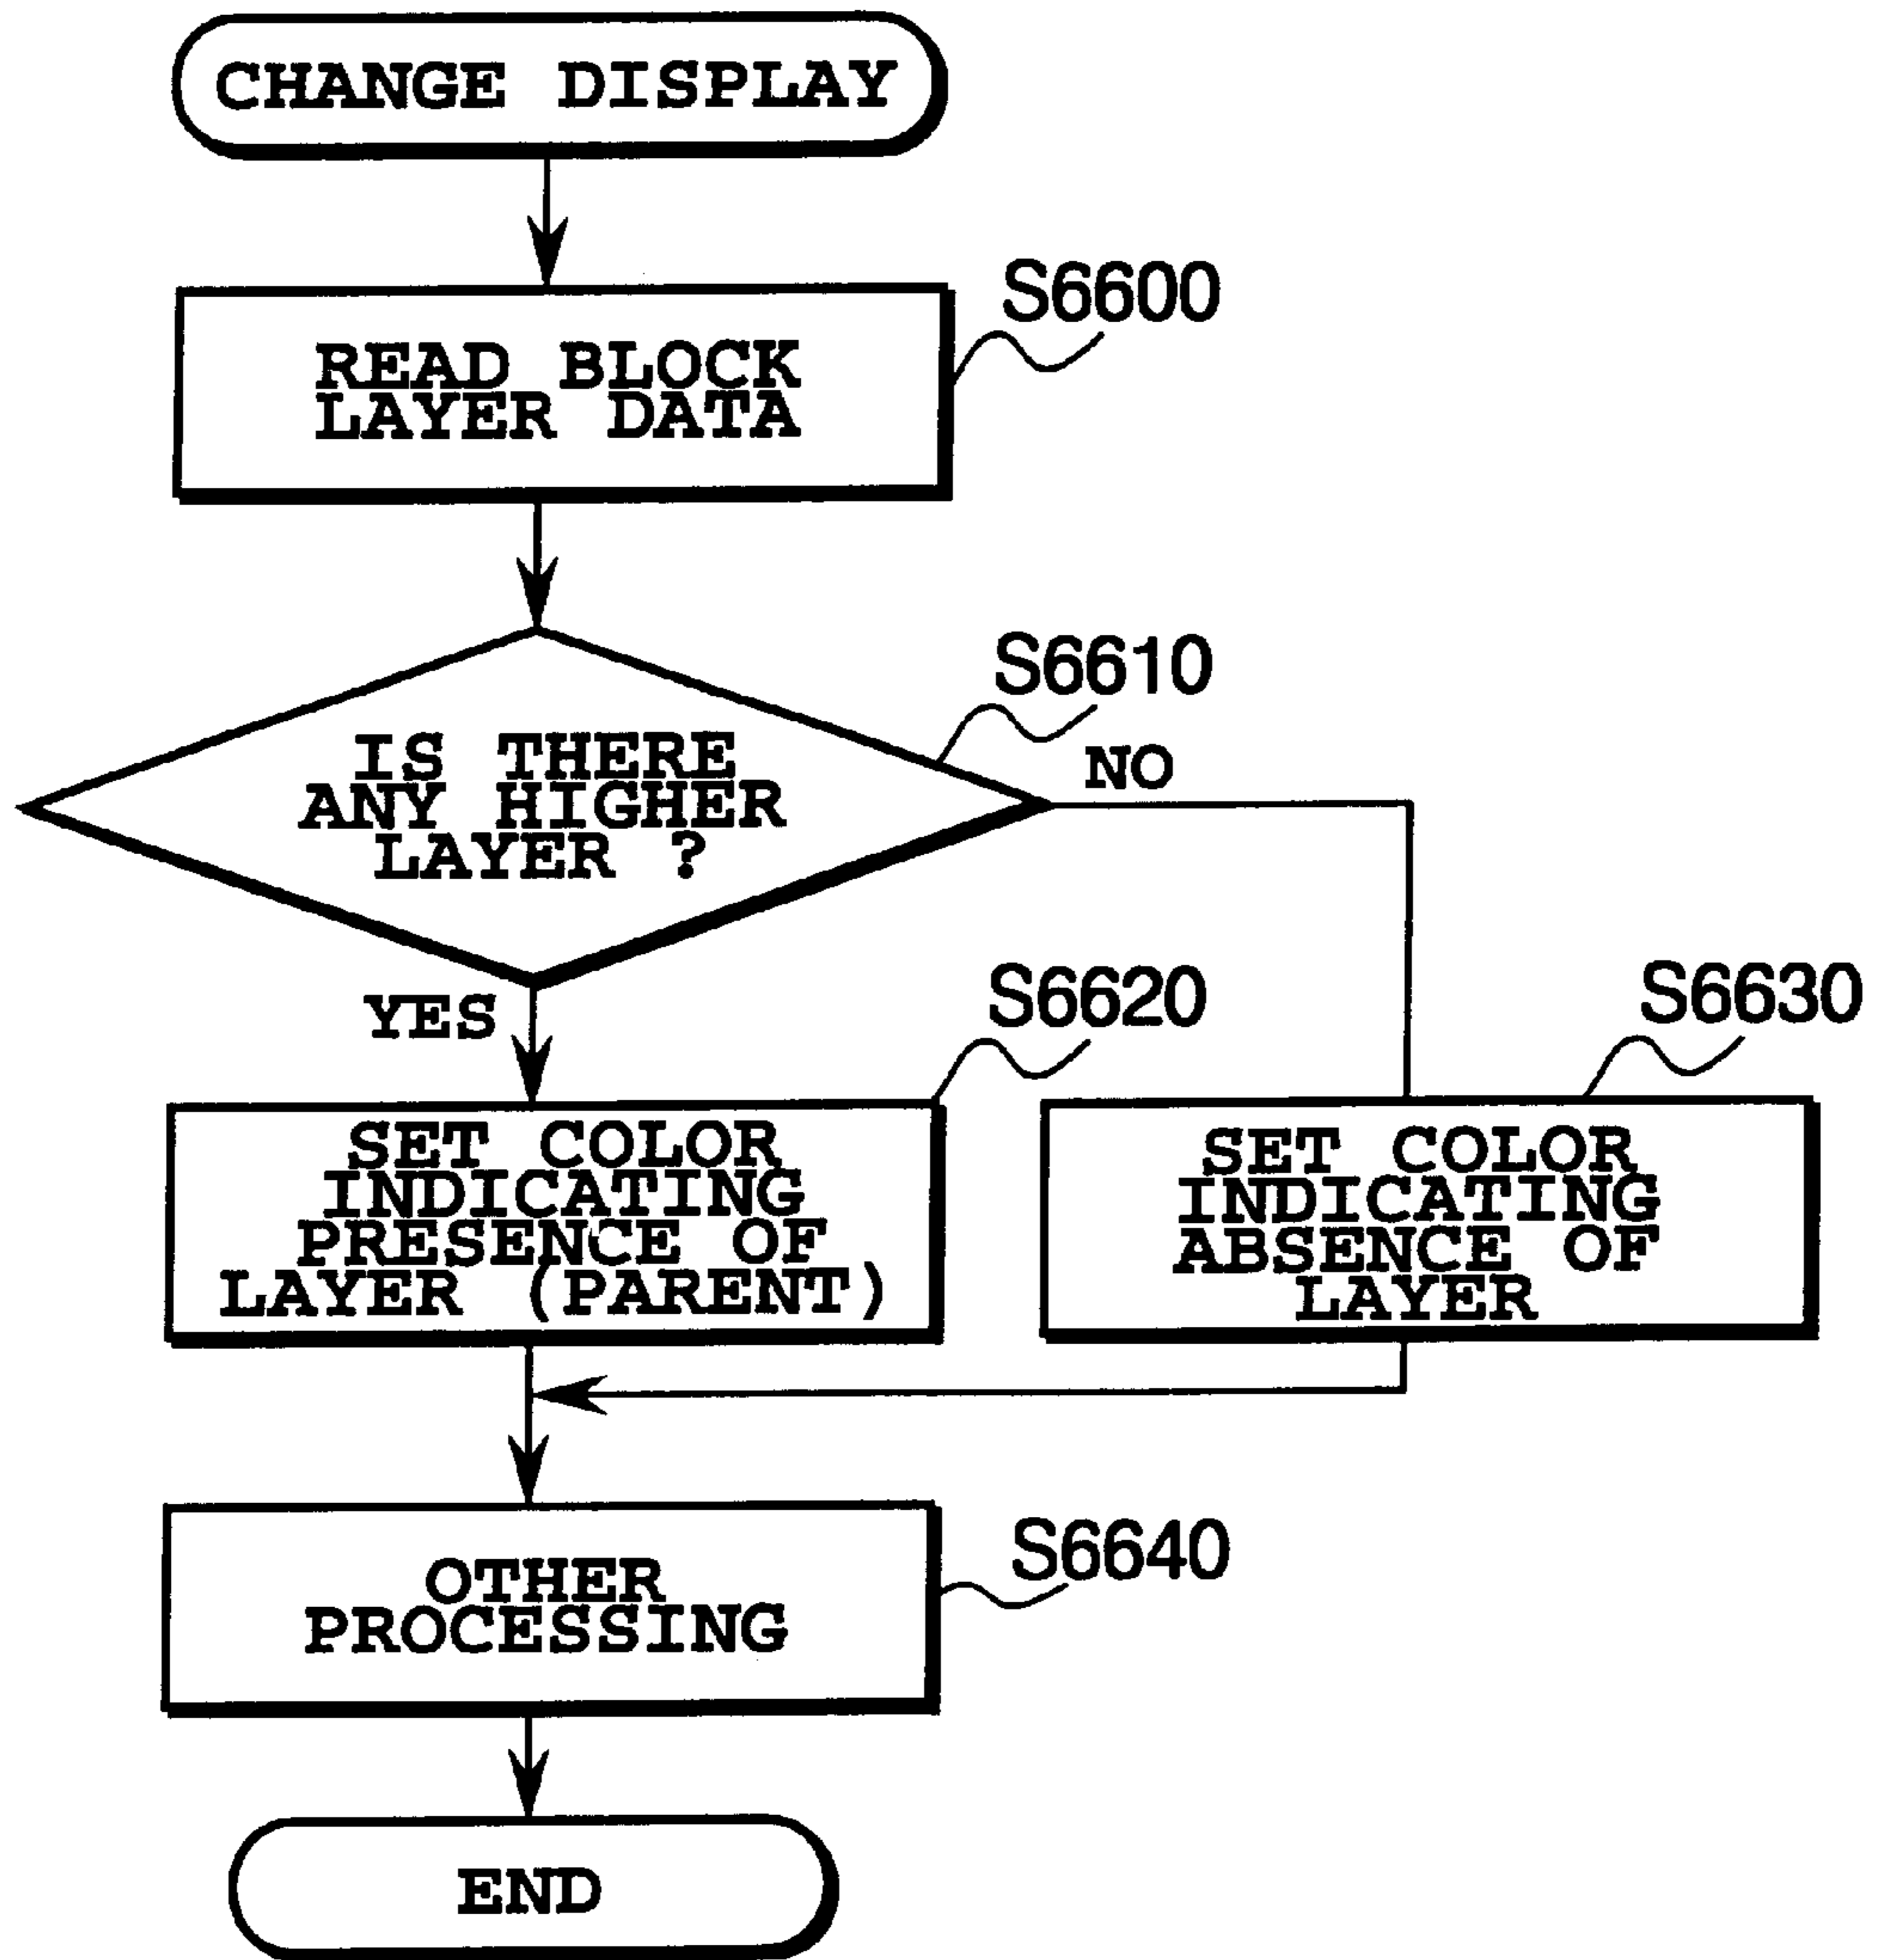 CHANGE DISPLAY
S6600
READ BLOCK
LAYER DATA
S6610
IS THERE
ANY HIGHER
LAYER ?
NO
YES
S6620
SET COLOR
INDICATING
PRESENCE OF
LAYER (PARENT)
S6630
SET COLOR
INDICATING
ABSENCE OF
LAYER
S6640
OTHER
PROCESSING
END